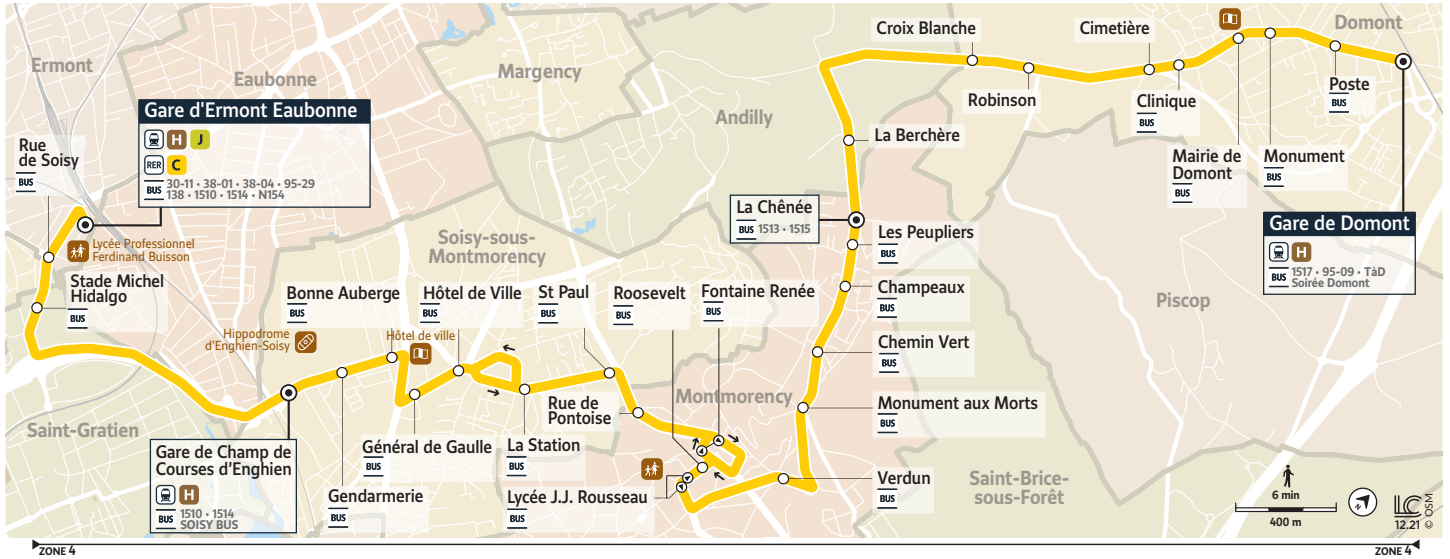 Ermont
Eaubonne
Margency
Andilly
Domont
Piscop
Saint-Brice-
sous-Forêt
Montmorency
Soisy-sous-
Montmorency
Saint-Gratien
Gare d'Ermont Eaubonne
H J
RER C
BUS 30-11 • 38-01 • 38-04 • 95-29
138 • 1510 • 1514 • N154
Rue
de Soisy
BUS
Lycée Professionnel
Ferdinand Buisson
Stade Michel
Hidalgo
BUS
Gare de Champ de
Courses d'Enghien
H
BUS 1510 • 1514
SOISY BUS
Hippodrome
d'Enghien-Soisy
Gendarmerie
BUS
Bonne Auberge
BUS
Hôtel de ville
Général de Gaulle
BUS
Hôtel de Ville
BUS
La Station
BUS
St Paul
BUS
Rue de
Pontoise
BUS
Roosevelt
BUS
Fontaine Renée
BUS
Lycée J.J. Rousseau
BUS
Verdun
BUS
Monument aux Morts
BUS
Chemin Vert
BUS
Champeaux
BUS
Les Peupliers
BUS
La Chênée
BUS 1513 • 1515
La Berchère
Croix Blanche
Robinson
Cimetière
Clinique
BUS
Mairie de
Domont
BUS
Monument
BUS
Poste
BUS
Gare de Domont
H
BUS 1517 • 95-09 • TàD
Soirée Domont
6 min
400 m
N
LC
12.21
© OSM
ZONE 4
ZONE 4